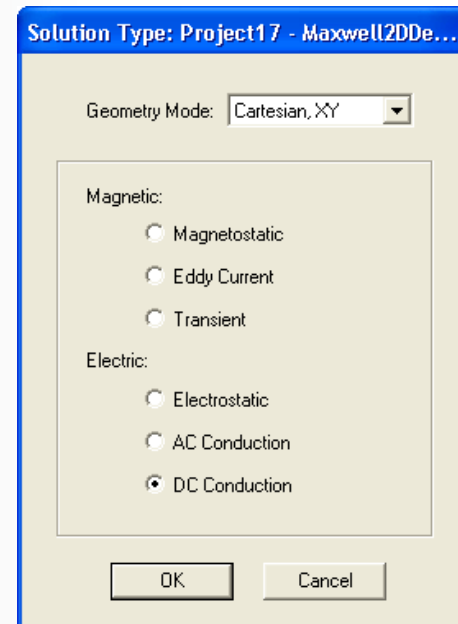 Solution Type: Project17 - Maxwell2DDe...
Geometry Mode: Cartesian, XY
Magnetic:
Magnetostatic
Eddy Current
Transient
Electric:
Electrostatic
AC Conduction
DC Conduction
OK Cancel